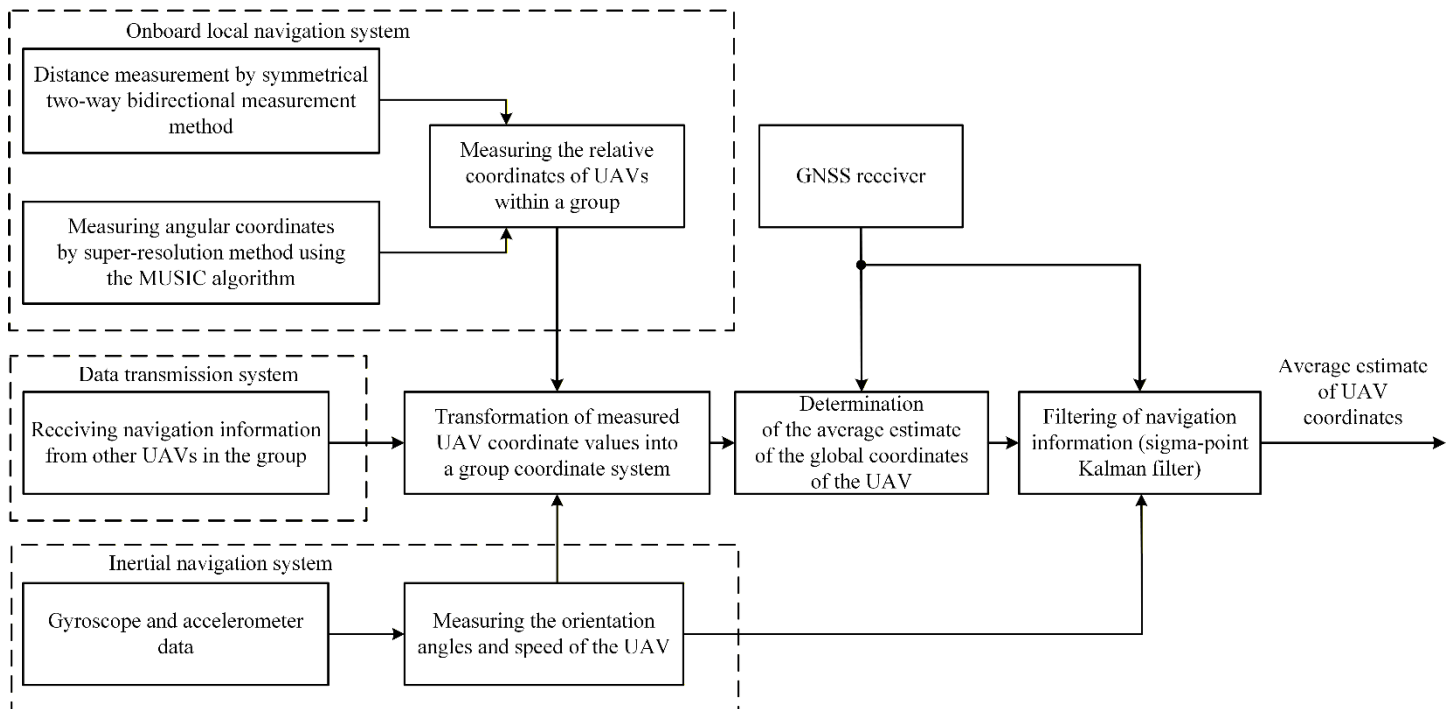 Onboard local navigation system
Distance measurement by symmetrical
two-way bidirectional measurement
method
Measuring the relative
coordinates of UAVs
within a group
GNSS receiver
Measuring angular coordinates
by super-resolution method using
the MUSIC algorithm
Data transmission system
Receiving navigation information
from other UAVs in the group
Transformation of measured
UAV coordinate values into
a group coordinate system
Determination
of the average estimate
of the global coordinates
of the UAV
Filtering of navigation
information (sigma-point
Kalman filter)
Average estimate
of UAV
coordinates
Inertial navigation system
Gyroscope and accelerometer
data
Measuring the orientation
angles and speed of the UAV